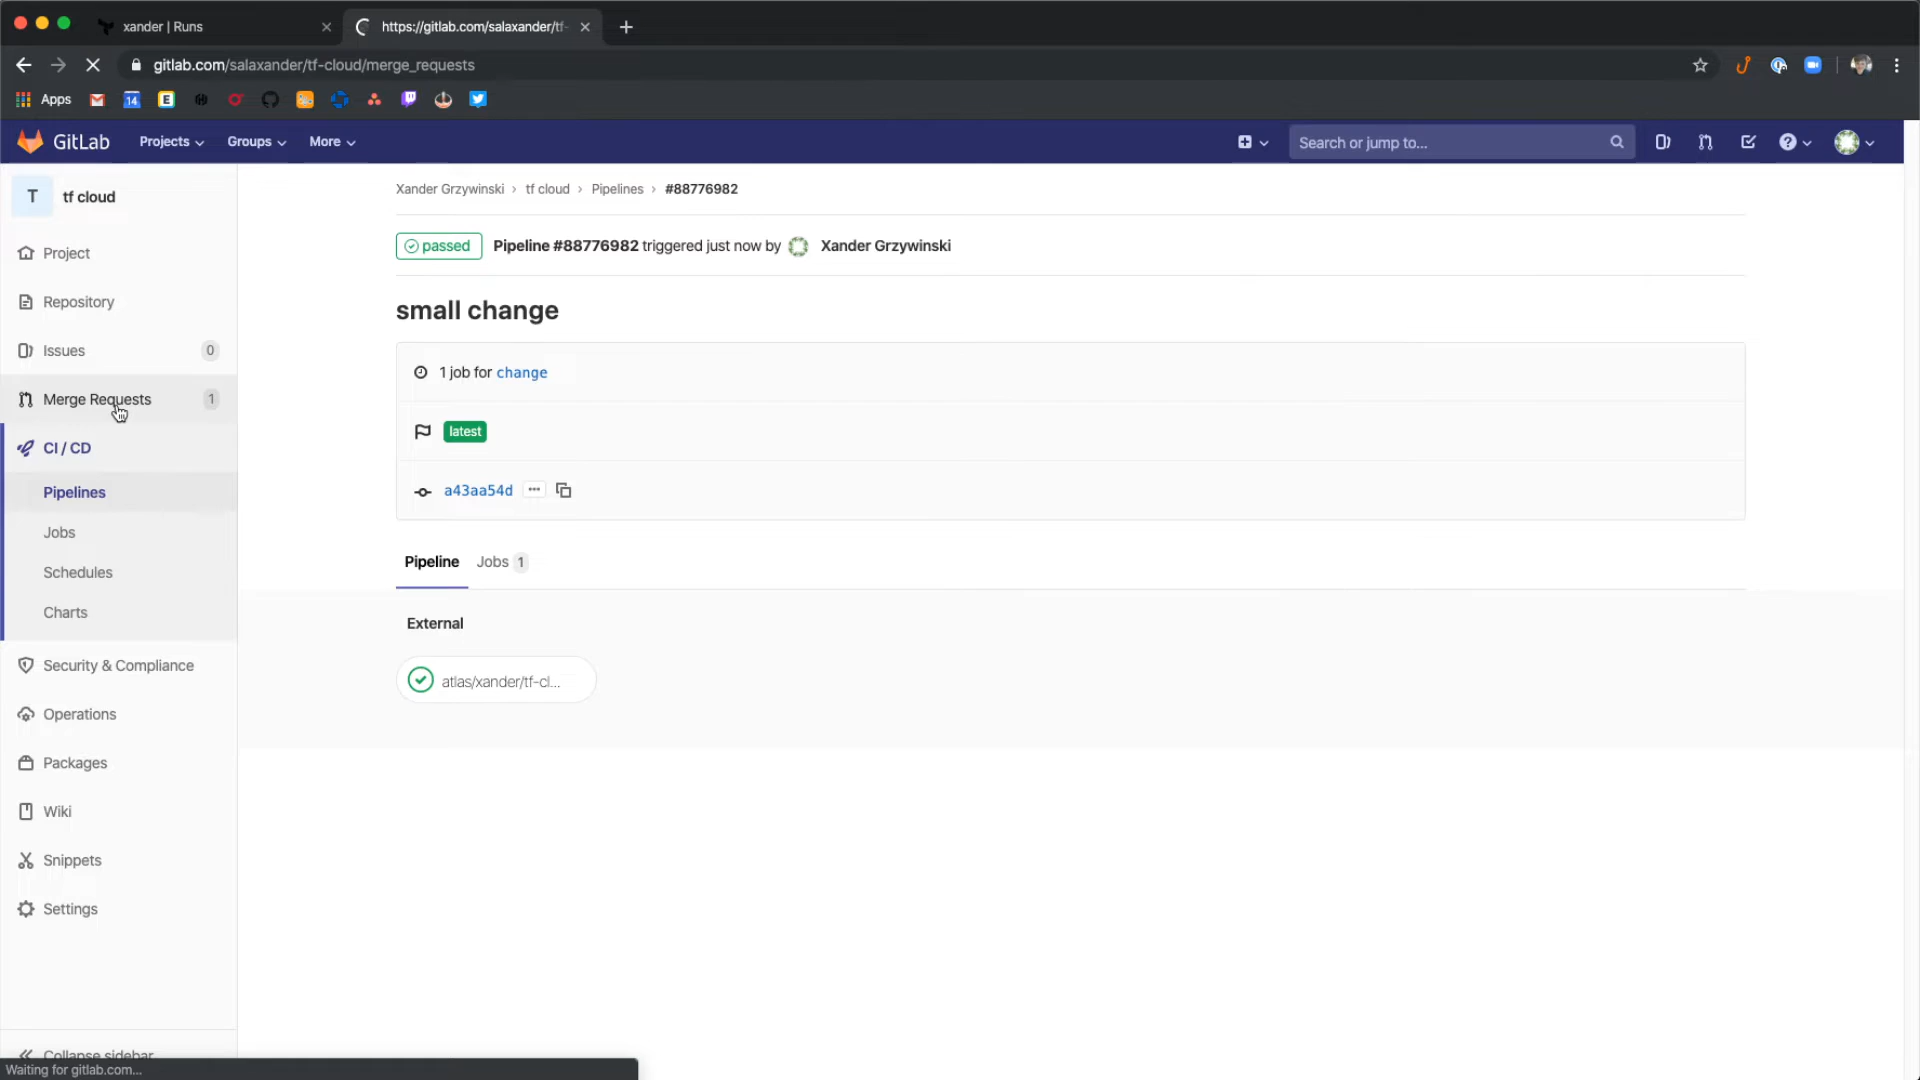 xander | Runs
https://gitlab.com/salaxander/tf-
gitlab.com/salaxander/tf-cloud/merge_requests
Apps
14
E
GitLab
Projects
Groups
More
Search or jump to...
T
tf cloud
Project
Repository
Issues
0
Merge Requests
1
CI / CD
Pipelines
Jobs
Schedules
Charts
Security & Compliance
Operations
Packages
Wiki
Snippets
Settings
Collapse sidebar
Waiting for gitlab.com...
Xander Grzywinski › tf cloud › Pipelines › #88776982
passed Pipeline #88776982 triggered just now by Xander Grzywinski
small change
1 job for change
latest
a43aa54d
Pipeline Jobs 1
External
atlas/xander/tf-cl...